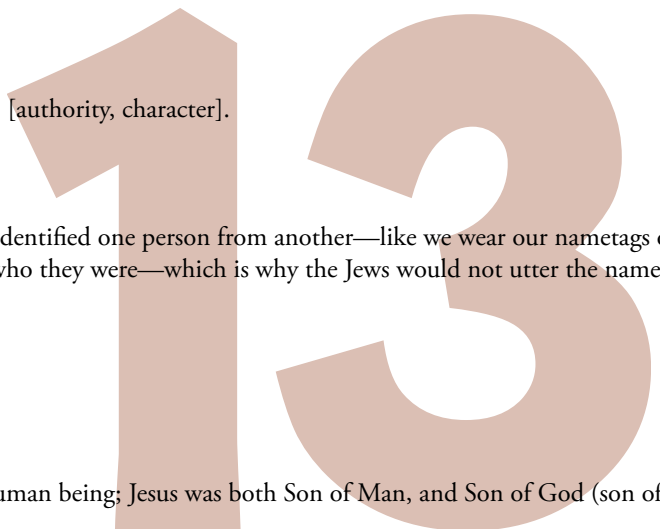 13
[authority, character].
dentified one person from another—like we wear our nametags
who they were—which is why the Jews would not utter the name
uman being; Jesus was both Son of Man, and Son of God (son of